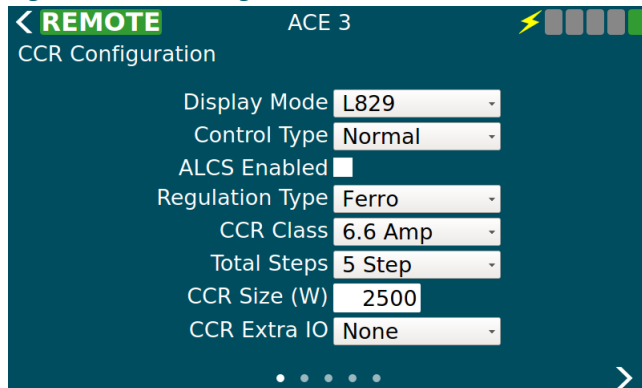 REMOTE ACE 3
CCR Configuration
Display Mode L829
Control Type Normal
ALCS Enabled
Regulation Type Ferro
CCR Class 6.6 Amp
Total Steps 5 Step
CCR Size (W) 2500
CCR Extra IO None